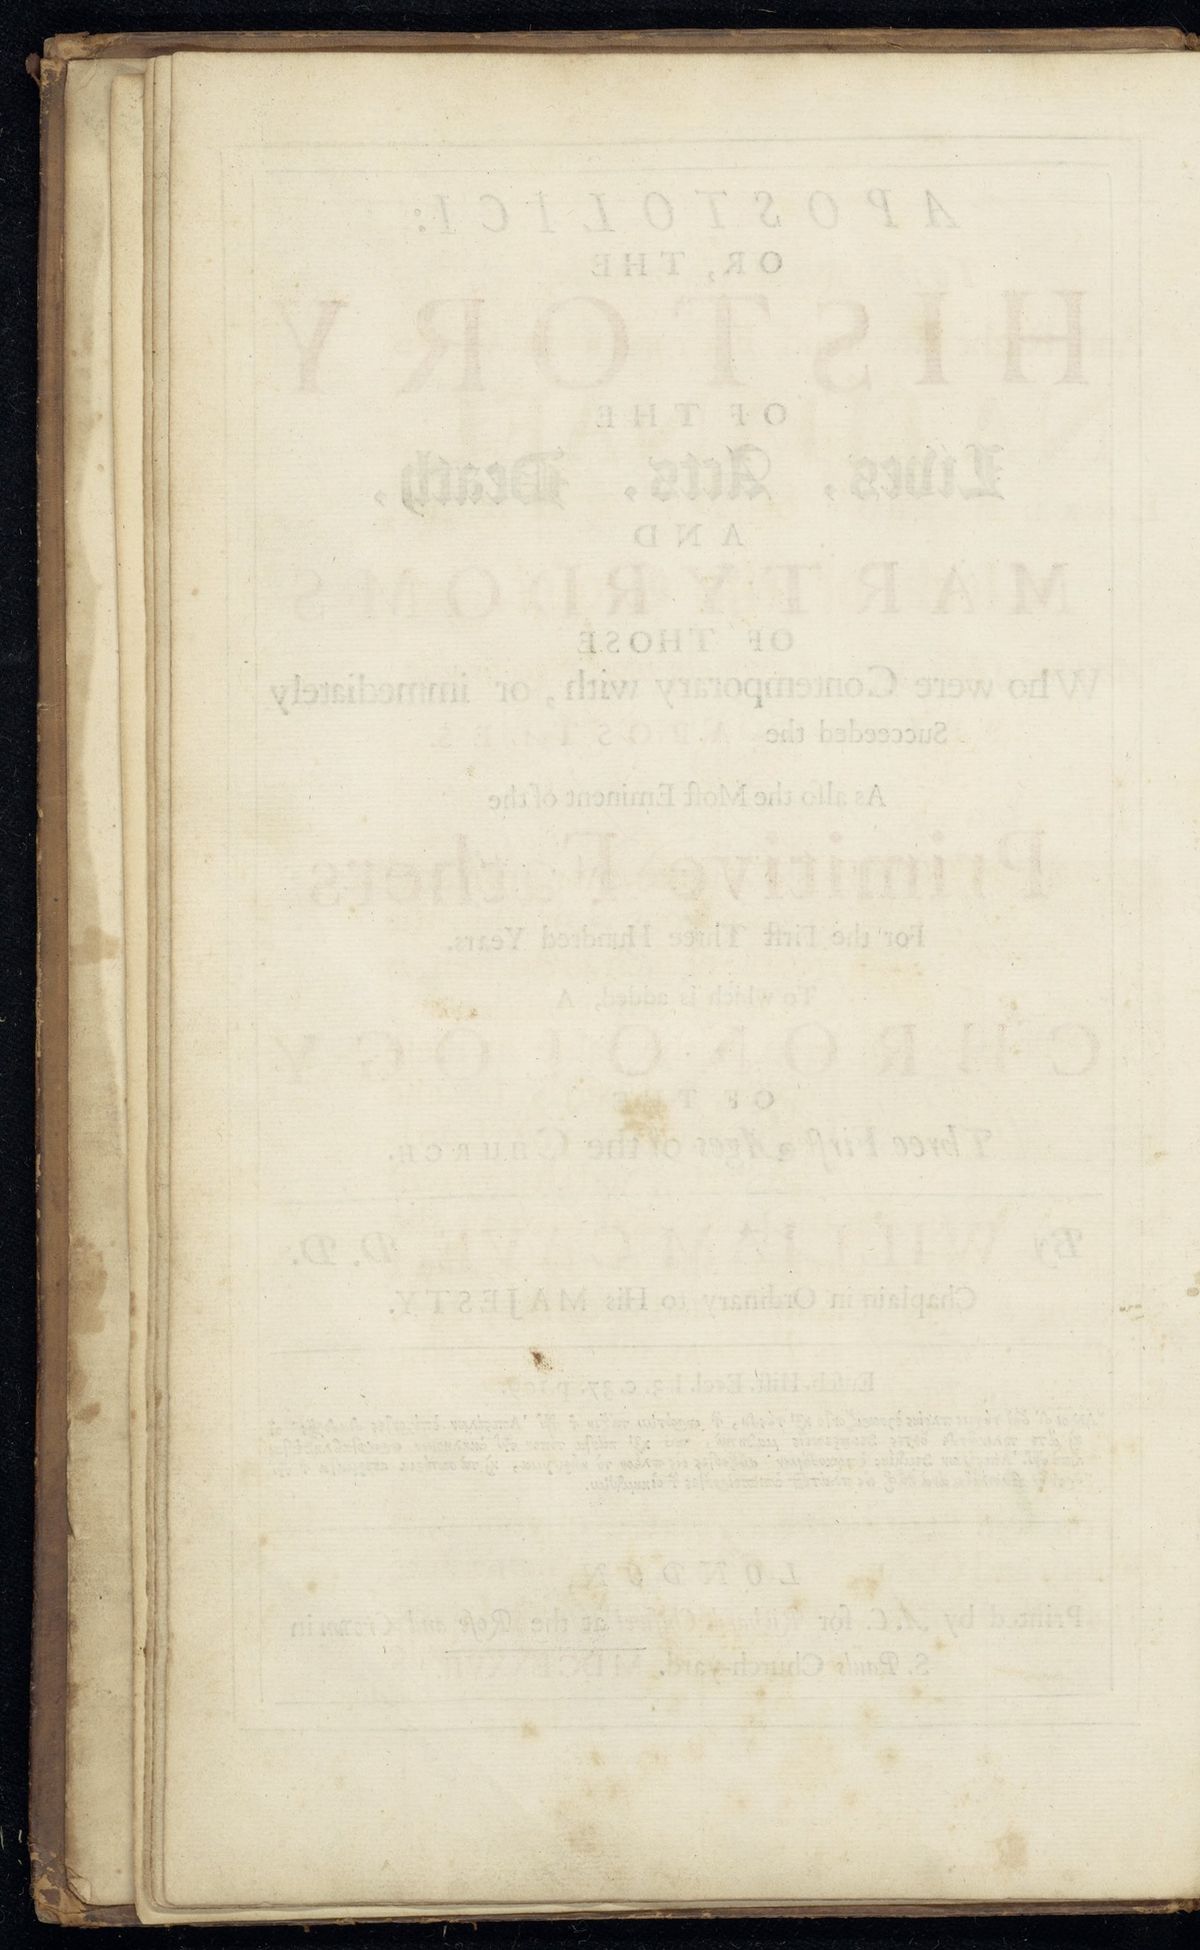 APOSTOLICI:
OR, THE
HISTORY
OF THE
Lives, Acts, Death,
AND
MARTYRDOMS
OF THOSE
Who were Contemporary with, or immediately
Succeeded the APOSTLES.
As alſo the Moſt Eminent of the
Primitive Fathers
For the Firſt Three Hundred Years.
To which is added, A
CHRONOLOGY
OF THE
Three Firſt Ages of the CHURCH.
By WILLIAM CAVE, D. D.
Chaplain in Ordinary to His MAJESTY.
Euſeb. Hiſt. Eccl. l. 3. c. 37. p. 109.
LONDON,
Printed by A.C. for Richard Chiſwel at the Roſe and Crown in
S. Pauls Church-yard.